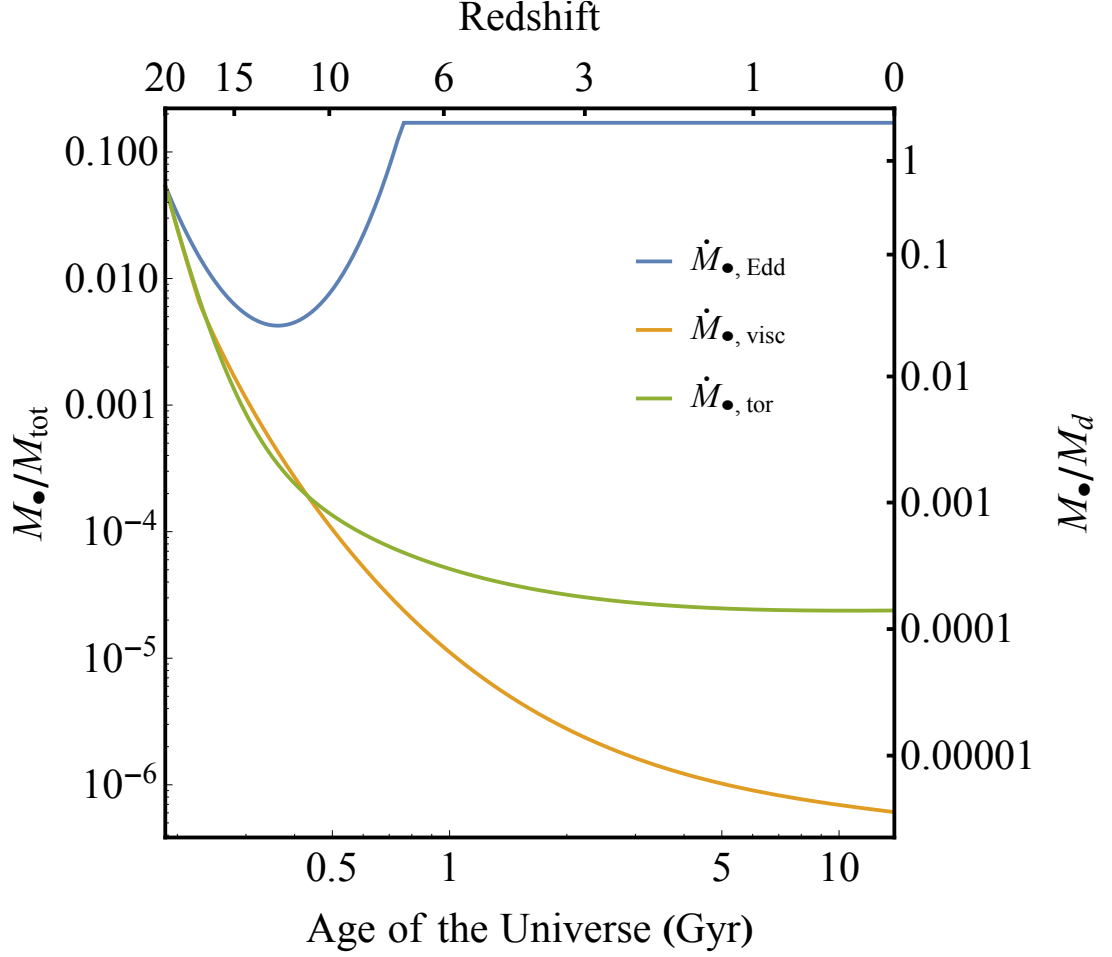 Redshift
20 15 10 6 3 1 0
0.100
0.010
0.001
10⁻⁴
10⁻⁵
10⁻⁶
M●/M_tot
1
0.1
0.01
0.001
0.0001
0.00001
M●/M_d
Ṁ●, Edd
Ṁ●, visc
Ṁ●, tor
0.5 1 5 10
Age of the Universe (Gyr)